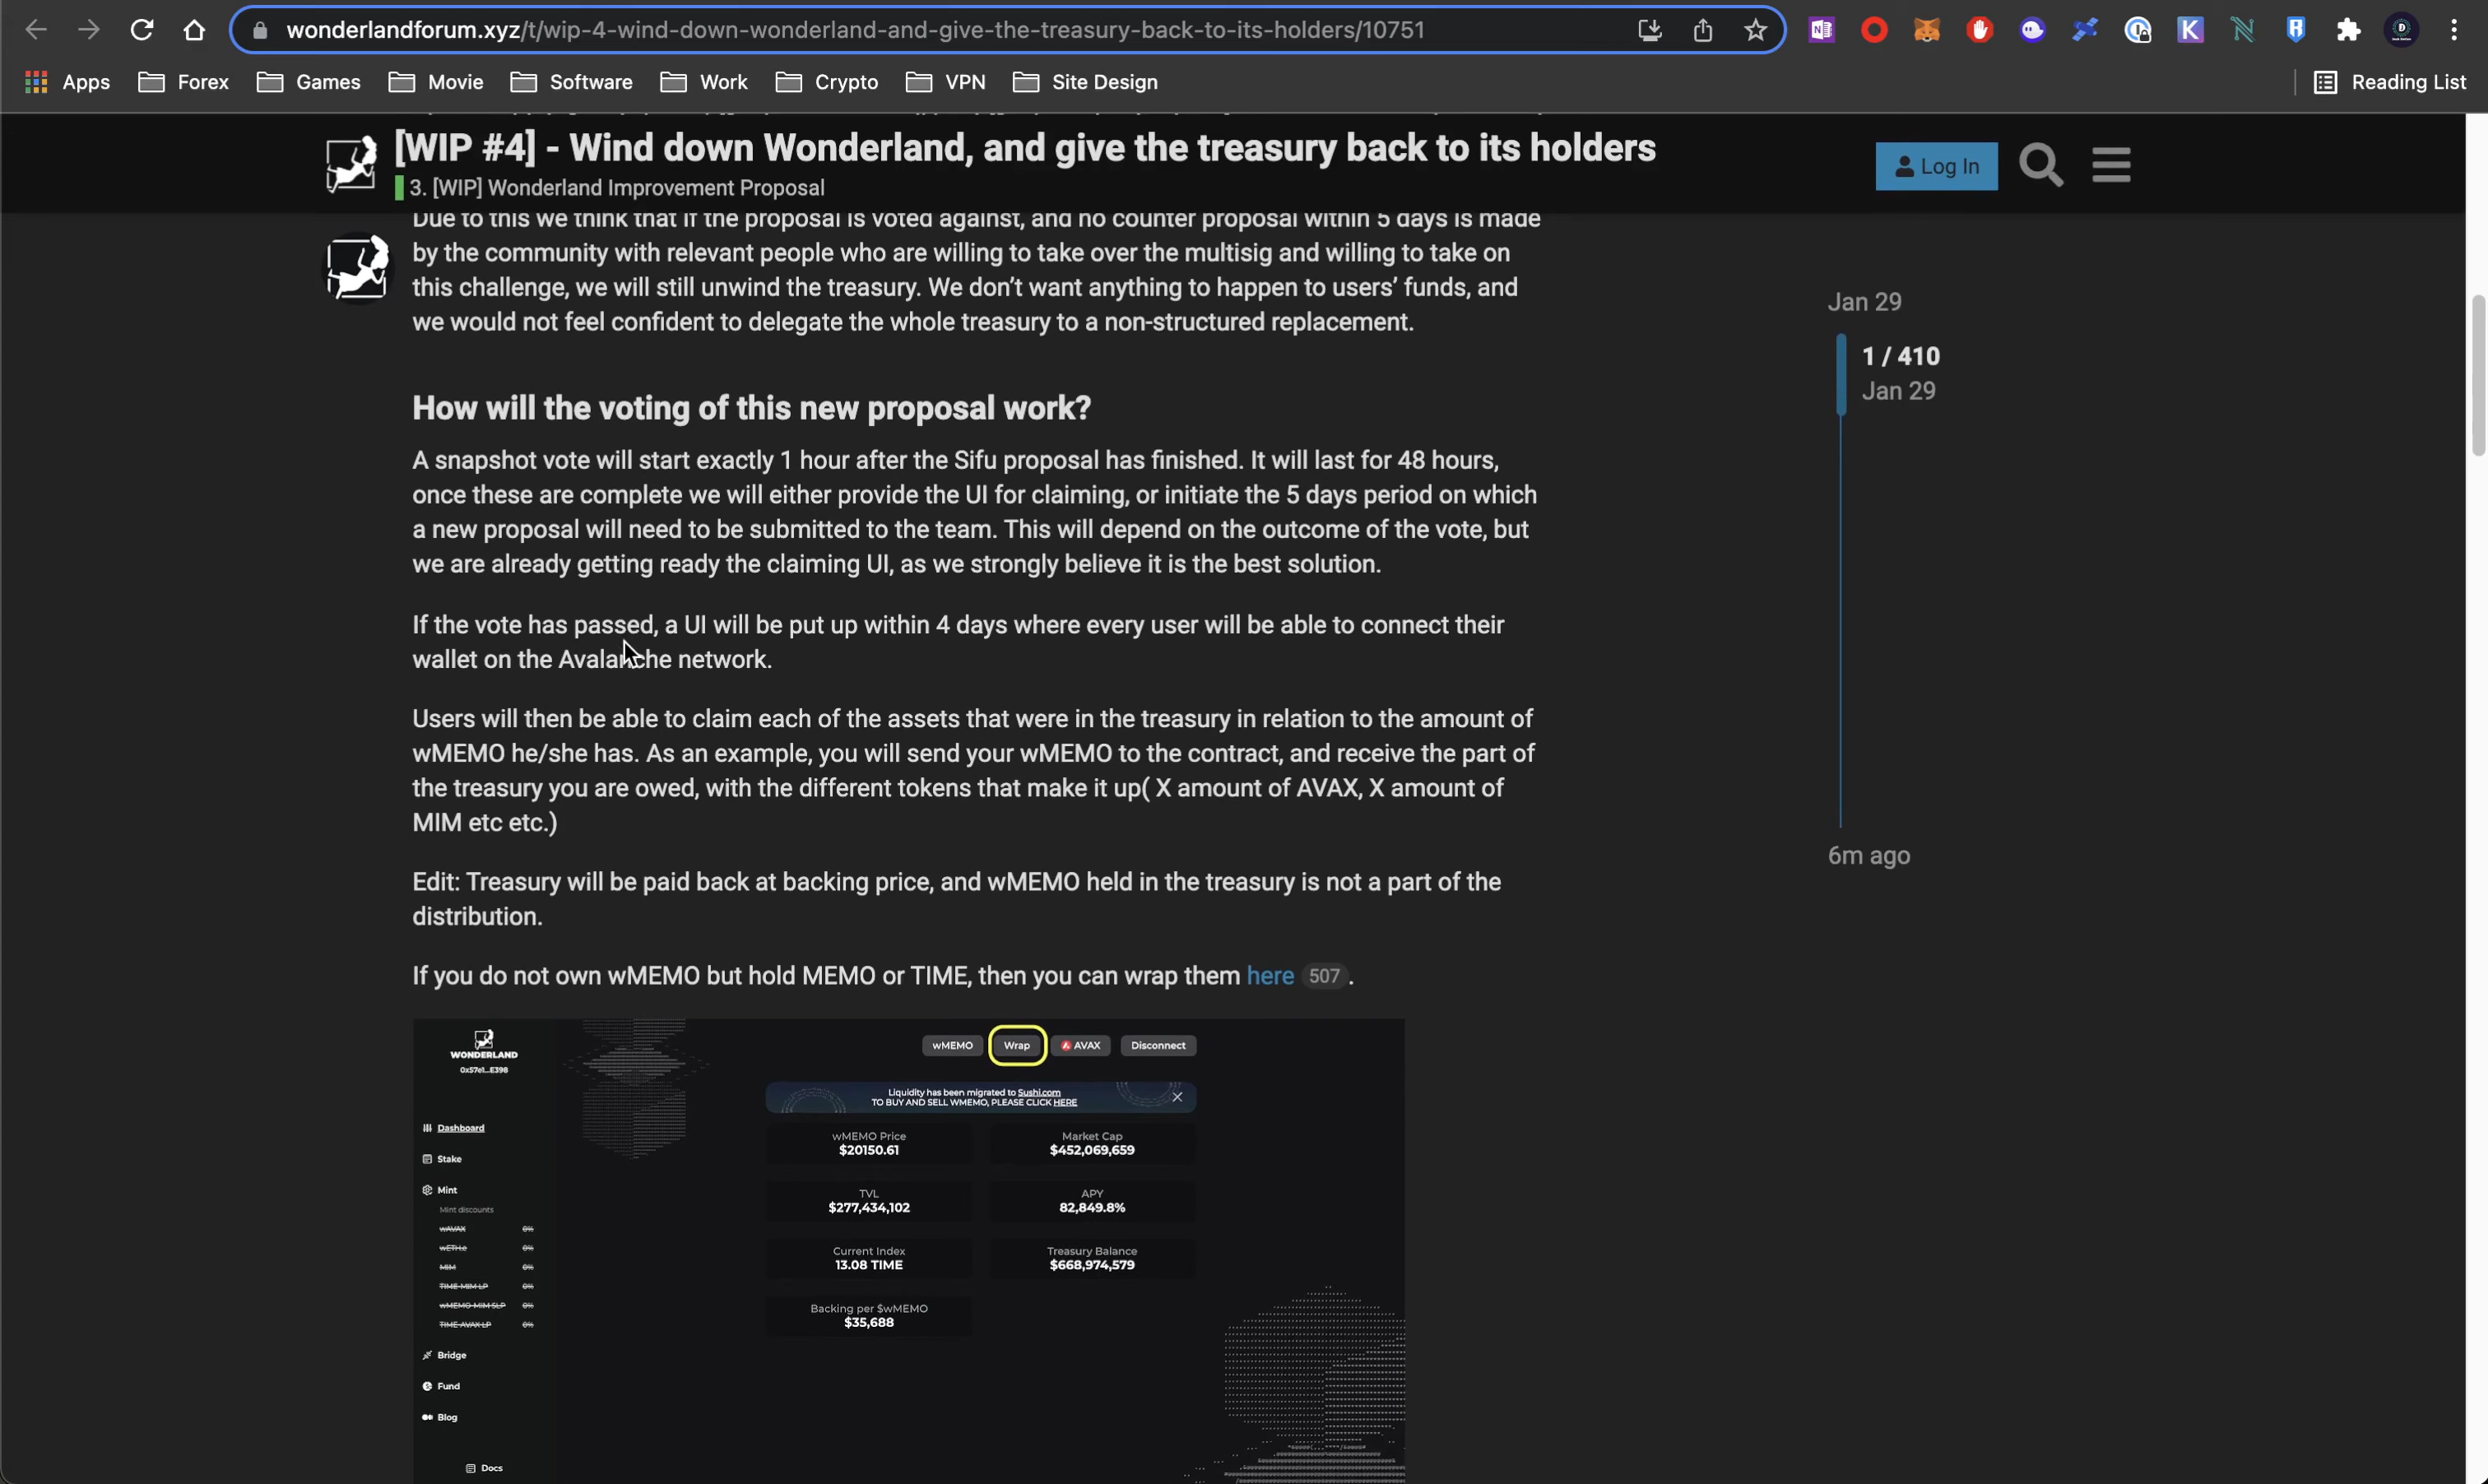 wonderlandforum.xyz/t/wip-4-wind-down-wonderland-and-give-the-treasury-back-to-its-holders/10751
Apps
Forex
Games
Movie
Software
Work
Crypto
VPN
Site Design
Reading List
[WIP #4] - Wind down Wonderland, and give the treasury back to its holders
3. [WIP] Wonderland Improvement Proposal
Log In
Due to this we think that if the proposal is voted against, and no counter proposal within 5 days is made
by the community with relevant people who are willing to take over the multisig and willing to take on
this challenge, we will still unwind the treasury. We don't want anything to happen to users' funds, and
we would not feel confident to delegate the whole treasury to a non-structured replacement.
Jan 29
1 / 410
Jan 29
6m ago
How will the voting of this new proposal work?
A snapshot vote will start exactly 1 hour after the Sifu proposal has finished. It will last for 48 hours,
once these are complete we will either provide the UI for claiming, or initiate the 5 days period on which
a new proposal will need to be submitted to the team. This will depend on the outcome of the vote, but
we are already getting ready the claiming UI, as we strongly believe it is the best solution.
If the vote has passed, a UI will be put up within 4 days where every user will be able to connect their
wallet on the Avalanche network.
Users will then be able to claim each of the assets that were in the treasury in relation to the amount of
wMEMO he/she has. As an example, you will send your wMEMO to the contract, and receive the part of
the treasury you are owed, with the different tokens that make it up( X amount of AVAX, X amount of
MIM etc etc.)
Edit: Treasury will be paid back at backing price, and wMEMO held in the treasury is not a part of the
distribution.
If you do not own wMEMO but hold MEMO or TIME, then you can wrap them here 507 .
WONDERLAND
0x57e1...E398
wMEMO
Wrap
AVAX
Disconnect
Liquidity has been migrated to Sushi.com
TO BUY AND SELL WMEMO, PLEASE CLICK HERE
Dashboard
Stake
Mint
Mint discounts
wAVAX 0%
wETH.e 0%
MIM 0%
TIME-MIM LP 0%
wMEMO-MIM SLP 0%
TIME-AVAX LP 0%
Bridge
Fund
Blog
Docs
wMEMO Price
$20150.61
Market Cap
$452,069,659
TVL
$277,434,102
APY
82,849.8%
Current Index
13.08 TIME
Treasury Balance
$668,974,579
Backing per $wMEMO
$35,688